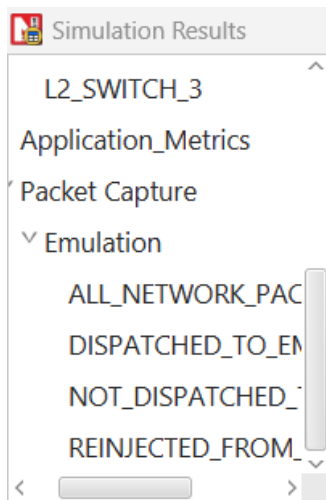 Simulation Results
L2_SWITCH_3
Application_Metrics
Packet Capture
Emulation
ALL_NETWORK_PAC
DISPATCHED_TO_EM
NOT_DISPATCHED_
REINJECTED_FROM_